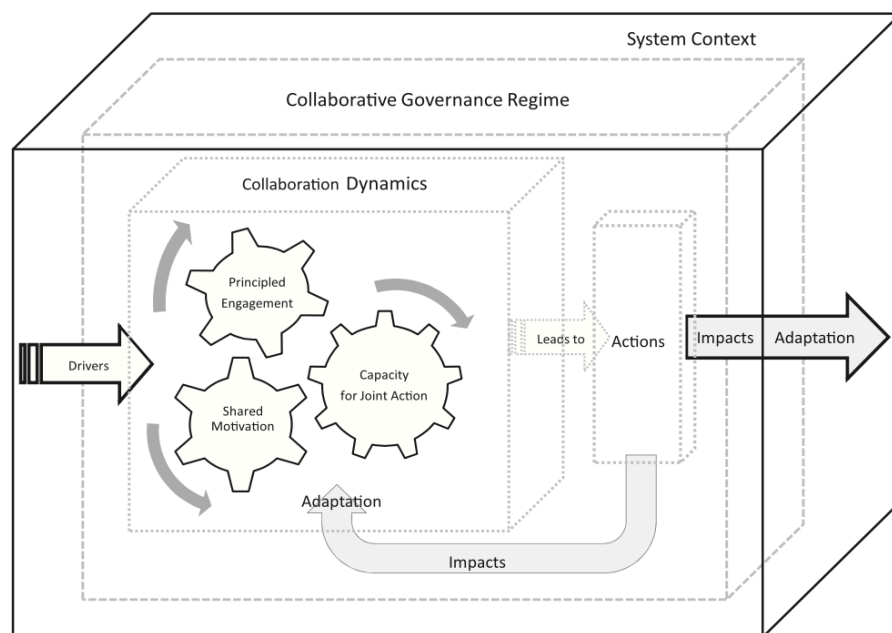 System Context
Collaborative Governance Regime
Collaboration Dynamics
Principled
Engagement
Drivers
Shared
Motivation
Capacity
for Joint Action
Leads to
Actions
Impacts
Adaptation
Adaptation
Impacts